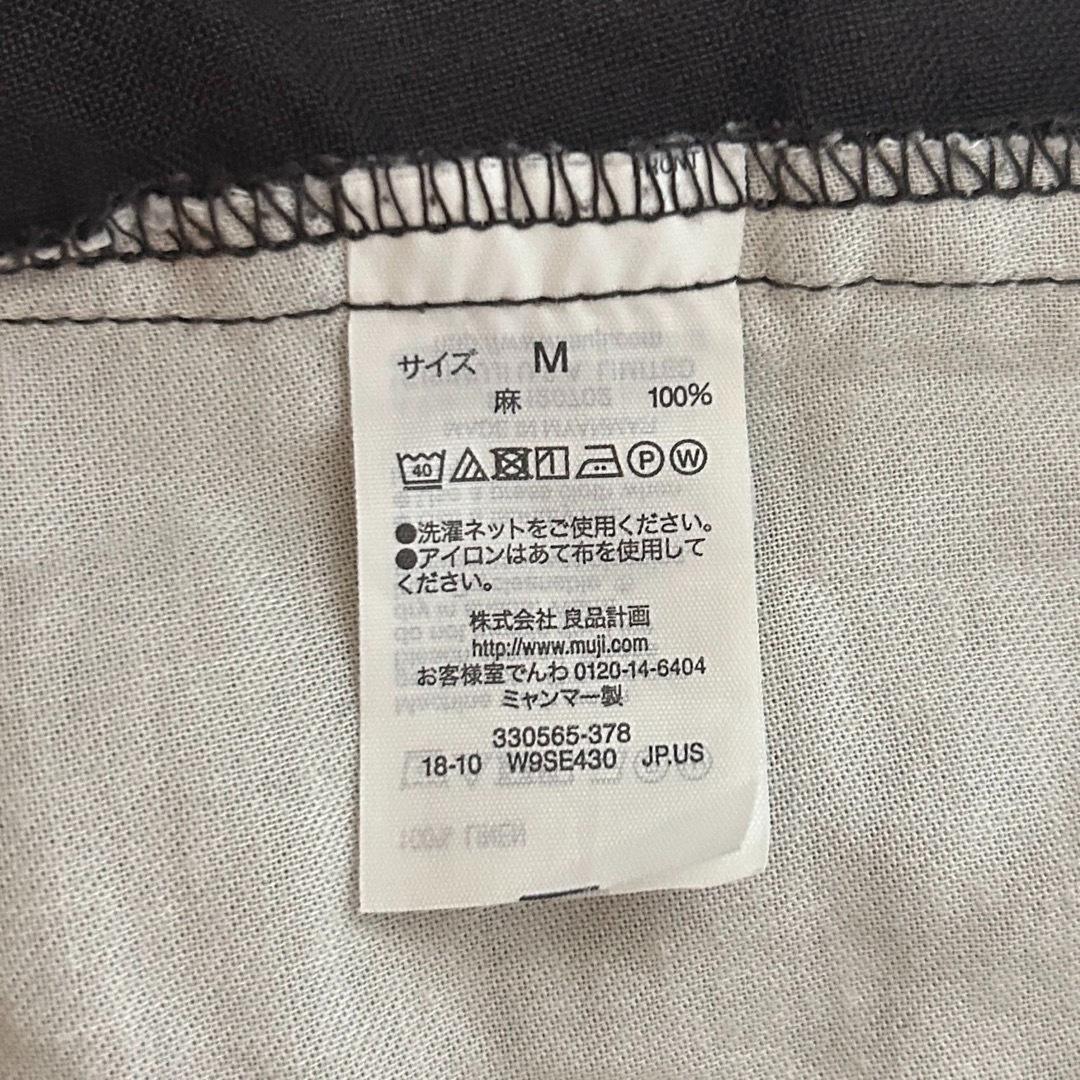 FRONT
サイズ M
麻 100%
40 P W
●洗濯ネットをご使用ください。
●アイロンはあて布を使用して
ください。
株式会社 良品計画
http://www.muji.com
お客様室でんわ 0120-14-6404
ミャンマー製
330565-378
18-10 W9SE430 JP.US
100% LINEN